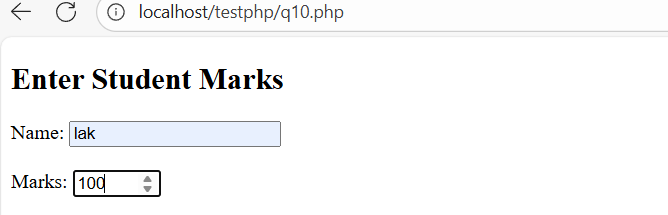 localhost/testphp/q10.php
Enter Student Marks
Name: lak
Marks: 100